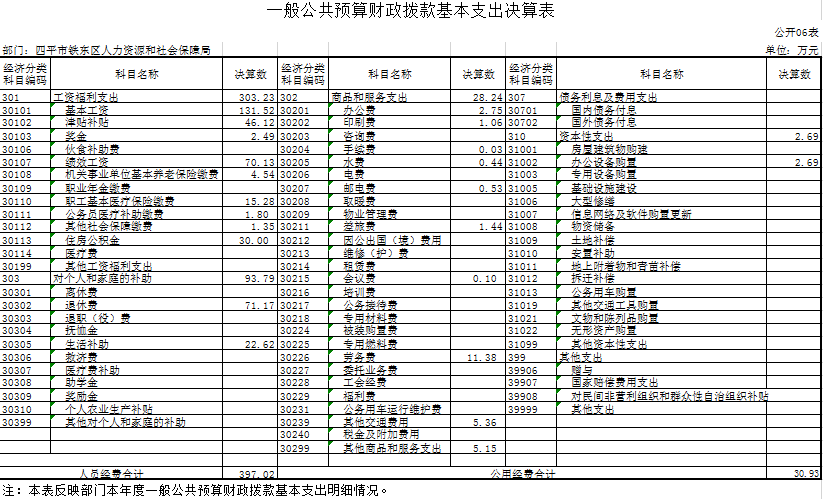 一般公共预算财政拨款基本支出决算表
公开06表
部门：四平市铁东区人力资源和社会保障局 单位：万元
经济分类科目编码 科目名称 决算数 经济分类科目编码 科目名称 决算数 经济分类科目编码 科目名称 决算数
301 工资福利支出 303.23 302 商品和服务支出 28.24 307 债务利息及费用支出
30101 基本工资 131.52 30201 办公费 2.75 30701 国内债务付息
30102 津贴补贴 46.12 30202 印刷费 1.06 30702 国外债务付息
30103 奖金 2.49 30203 咨询费 310 资本性支出 2.69
30106 伙食补助费 30204 手续费 0.03 31001 房屋建筑物购建
30107 绩效工资 70.13 30205 水费 0.44 31002 办公设备购置 2.69
30108 机关事业单位基本养老保险缴费 4.54 30206 电费 31003 专用设备购置
30109 职业年金缴费 30207 邮电费 0.53 31005 基础设施建设
30110 职工基本医疗保险缴费 15.28 30208 取暖费 31006 大型修缮
30111 公务员医疗补助缴费 1.80 30209 物业管理费 31007 信息网络及软件购置更新
30112 其他社会保障缴费 1.35 30211 差旅费 1.44 31008 物资储备
30113 住房公积金 30.00 30212 因公出国（境）费用 31009 土地补偿
30114 医疗费 30213 维修（护）费 31010 安置补助
30199 其他工资福利支出 30214 租赁费 31011 地上附着物和青苗补偿
303 对个人和家庭的补助 93.79 30215 会议费 0.10 31012 拆迁补偿
30301 离休费 30216 培训费 31013 公务用车购置
30302 退休费 71.17 30217 公务接待费 31019 其他交通工具购置
30303 退职（役）费 30218 专用材料费 31021 文物和陈列品购置
30304 抚恤金 30224 被装购置费 31022 无形资产购置
30305 生活补助 22.62 30225 专用燃料费 31099 其他资本性支出
30306 救济费 30226 劳务费 11.38 399 其他支出
30307 医疗费补助 30227 委托业务费 39906 赠与
30308 助学金 30228 工会经费 39907 国家赔偿费用支出
30309 奖励金 30229 福利费 39908 对民间非营利组织和群众性自治组织补贴
30310 个人农业生产补贴 30231 公务用车运行维护费 39999 其他支出
30399 其他对个人和家庭的补助 30239 其他交通费用 5.36
30240 税金及附加费用
30299 其他商品和服务支出 5.15
人员经费合计 397.02 公用经费合计 30.93
注：本表反映部门本年度一般公共预算财政拨款基本支出明细情况。